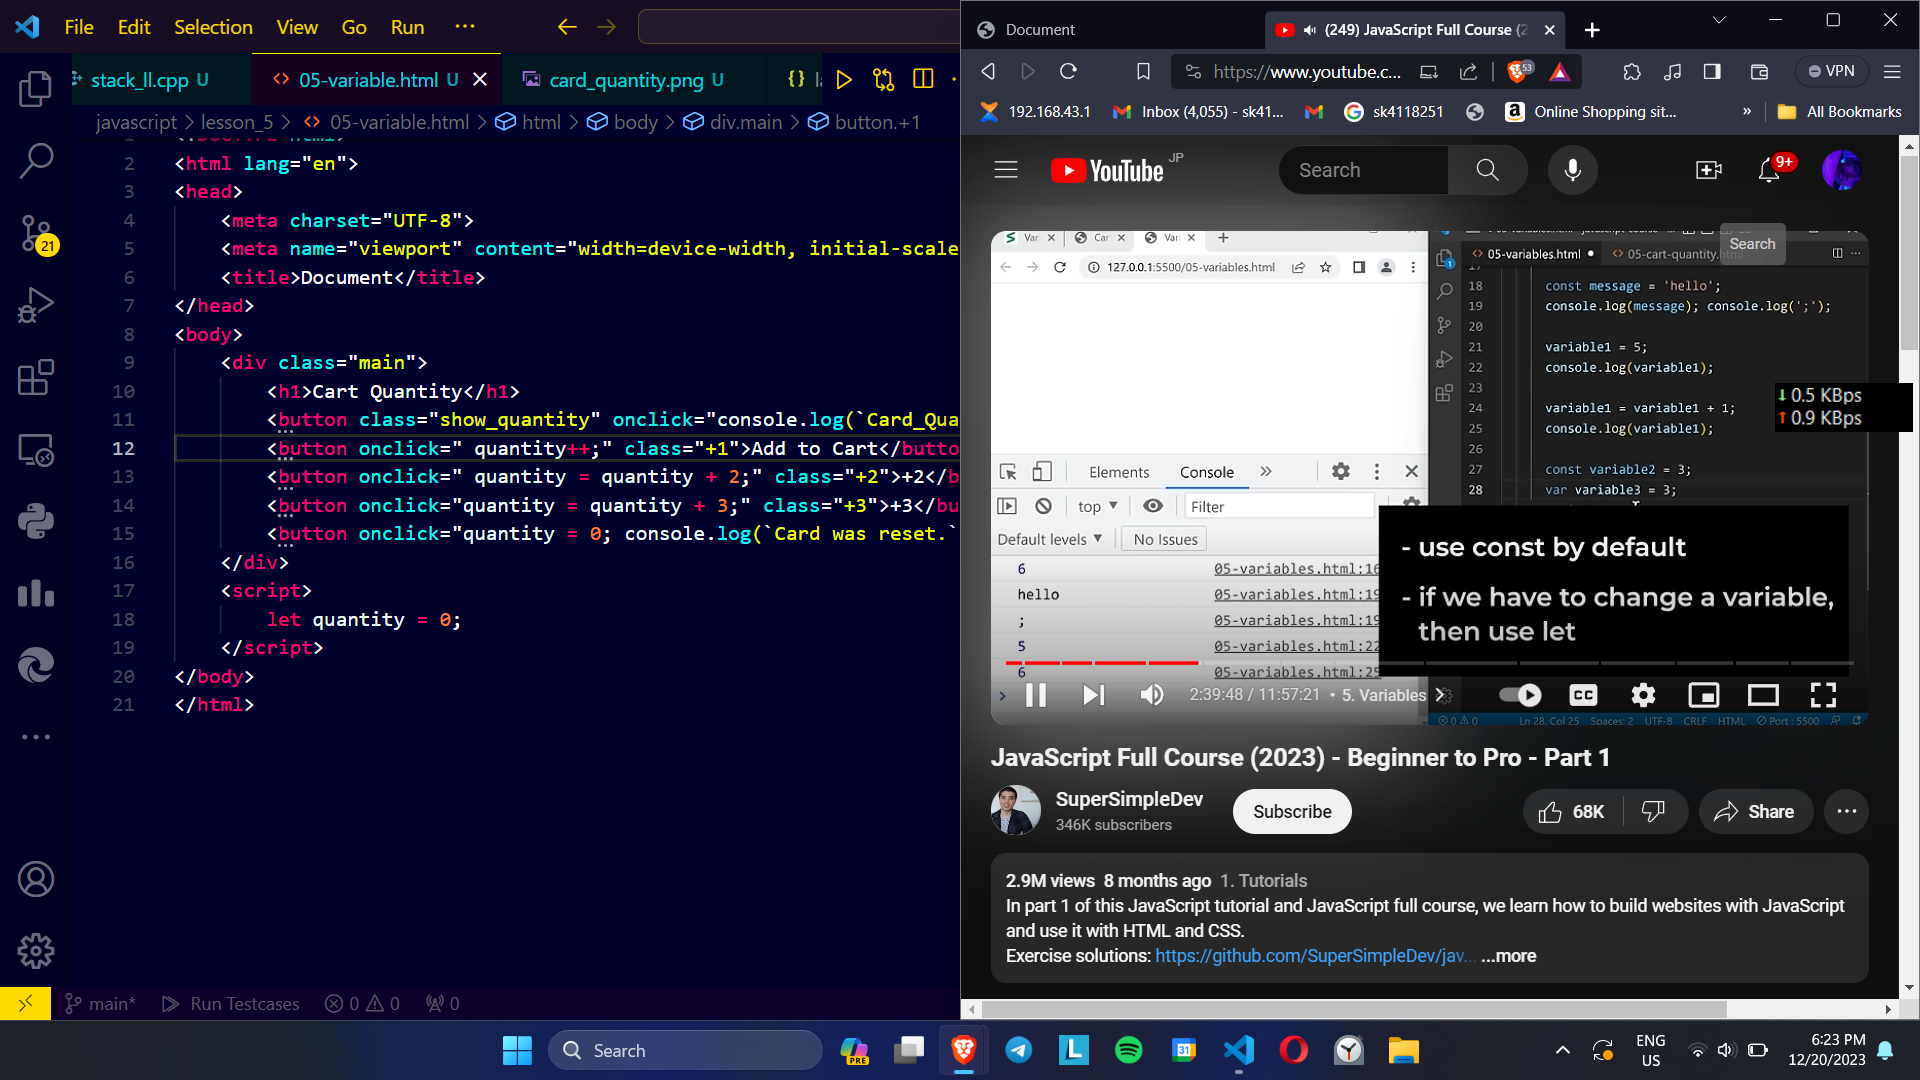 File Edit Selection View Go Run ···
stack_ll.cpp U
05-variable.html U
card_quantity.png U
javascript > lesson_5 > 05-variable.html > html > body > div.main > button.+1
2 <html lang="en">
3 <head>
4 <meta charset="UTF-8">
5 <meta name="viewport" content="width=device-width, initial-scale
6 <title>Document</title>
7 </head>
8 <body>
9 <div class="main">
10 <h1>Cart Quantity</h1>
11 <button class="show_quantity" onclick="console.log(`Card_Qua
12 <button onclick=" quantity++;" class="+1">Add to Cart</butto
13 <button onclick=" quantity = quantity + 2;" class="+2">+2</b
14 <button onclick="quantity = quantity + 3;" class="+3">+3</bu
15 <button onclick="quantity = 0; console.log(`Card was reset.`
16 </div>
17 <script>
18 let quantity = 0;
19 </script>
20 </body>
21 </html>
21
main* Run Testcases 0 0 0
Document
(249) JavaScript Full Course (2
https://www.youtube.c...
53
VPN
192.168.43.1
Inbox (4,055) - sk41...
sk4118251
Online Shopping sit...
»
All Bookmarks
YouTube JP
Search
9+
Search
Vari Car Vari
127.0.0.1:5500/05-variables.html
Elements Console »
top Filter
Default levels No Issues
6 05-variables.html:16
hello 05-variables.html:19
; 05-variables.html:19
5 05-variables.html:22
6 05-variables.html:25
05-variables.html
05-cart-quantity.html
1
17
18 const message = 'hello';
19 console.log(message); console.log(';');
20
21 variable1 = 5;
22 console.log(variable1);
23
24 variable1 = variable1 + 1;
25 console.log(variable1);
26
27 const variable2 = 3;
28 var variable3 = 3;
0.5 KBps
0.9 KBps
- use const by default
- if we have to change a variable,
then use let
2:39:48 / 11:57:21 • 5. Variables
CC
Ln 28, Col 25 Spaces: 2 UTF-8 CRLF HTML Port : 5500
JavaScript Full Course (2023) - Beginner to Pro - Part 1
SuperSimpleDev
346K subscribers
Subscribe
68K
Share
2.9M views 8 months ago 1. Tutorials
In part 1 of this JavaScript tutorial and JavaScript full course, we learn how to build websites with JavaScript
and use it with HTML and CSS.
Exercise solutions: https://github.com/SuperSimpleDev/jav... ...more
Search
PRE
L
31
ENG
US
6:23 PM
12/20/2023